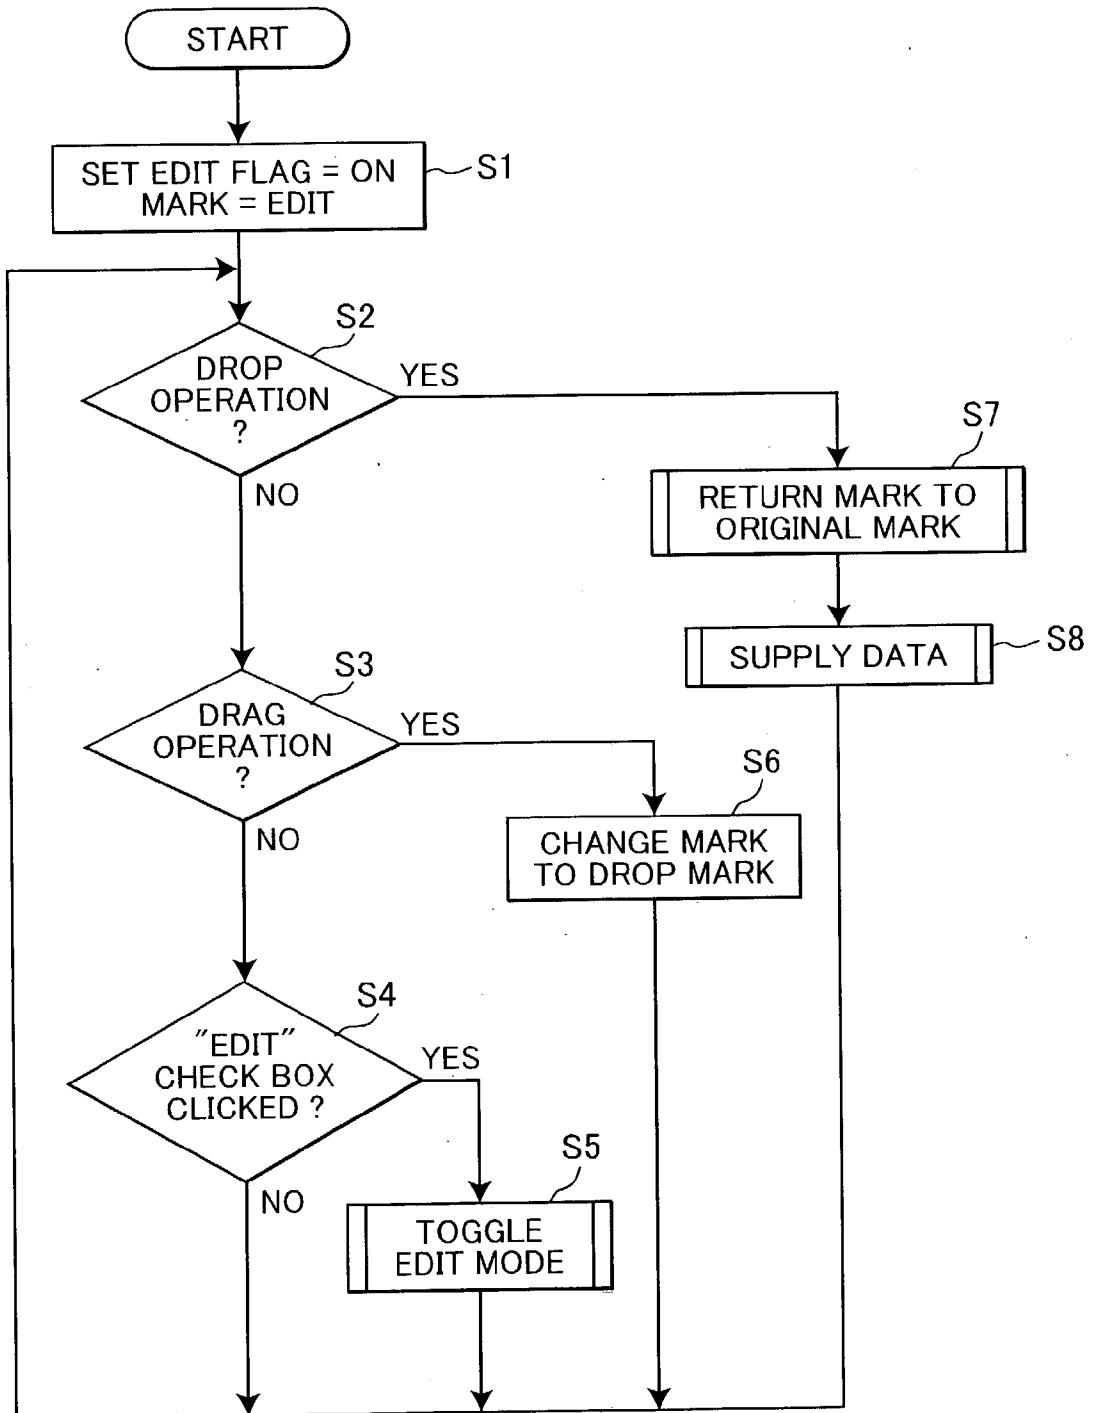 START
SET EDIT FLAG = ON
MARK = EDIT
S1
S2
DROP
OPERATION
?
YES
NO
S7
RETURN MARK TO
ORIGINAL MARK
SUPPLY DATA
S8
S3
DRAG
OPERATION
?
YES
NO
S6
CHANGE MARK
TO DROP MARK
S4
"EDIT"
CHECK BOX
CLICKED ?
YES
NO
S5
TOGGLE
EDIT MODE